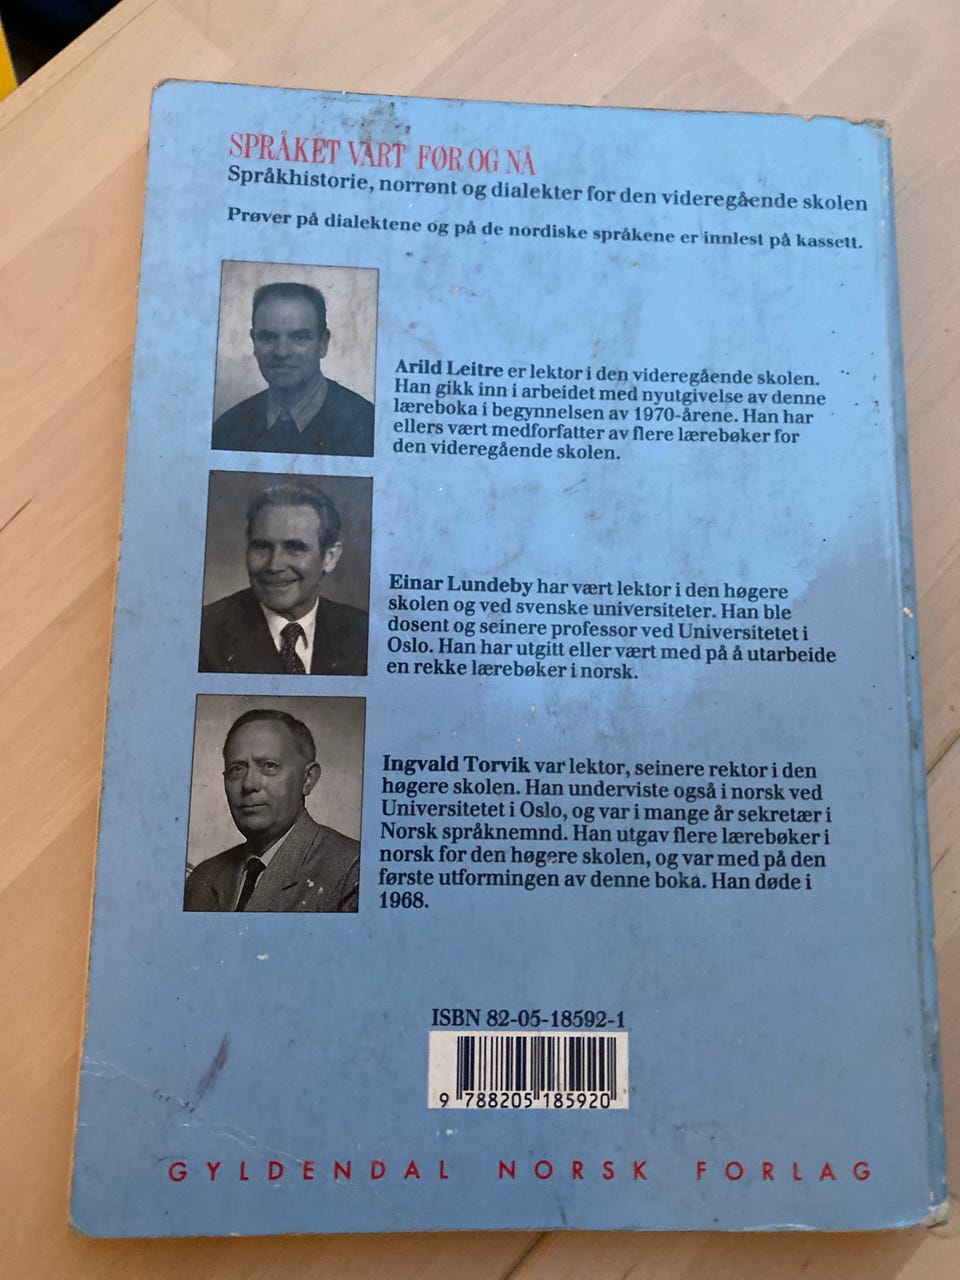 SPRÅKET VÅRT FØR OG NÅ
Språkhistorie, norrønt og dialekter for den videregående skolen
Prøver på dialektene og på de nordiske språkene er innlest på kassett.
Arild Leitre er lektor i den videregående skolen.
Han gikk inn i arbeidet med nyutgivelse av denne
læreboka i begynnelsen av 1970-årene. Han har
ellers vært medforfatter av flere lærebøker for
den videregående skolen.
Einar Lundeby har vært lektor i den høgere
skolen og ved svenske universiteter. Han ble
dosent og seinere professor ved Universitetet i
Oslo. Han har utgitt eller vært med på å utarbeide
en rekke lærebøker i norsk.
Ingvald Torvik var lektor, seinere rektor i den
høgere skolen. Han underviste også i norsk ved
Universitetet i Oslo, og var i mange år sekretær i
Norsk språknemnd. Han utgav flere lærebøker i
norsk for den høgere skolen, og var med på den
første utformingen av denne boka. Han døde i
1968.
ISBN 82-05-18592-1
9 788205 185920
GYLDENDAL NORSK FORLAG